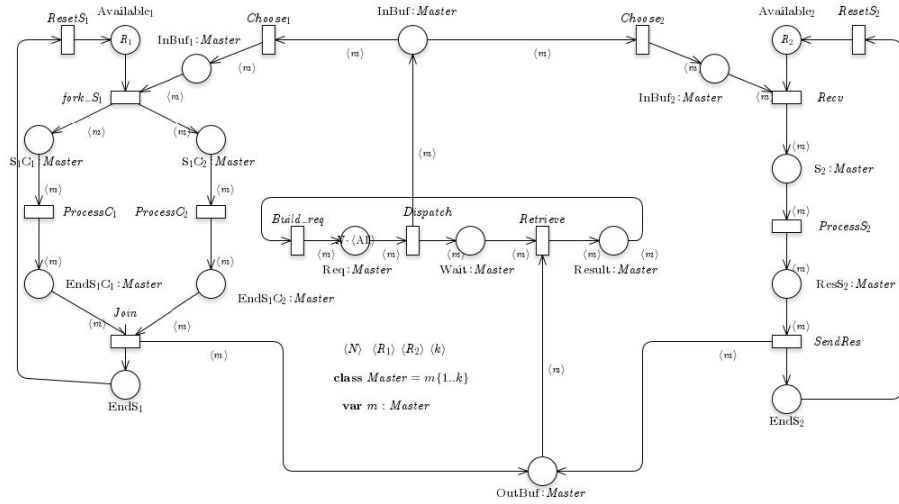 ResetS₁
Available₁
R₁
InBuf₁:Master
Choose₁
InBuf:Master
Choose₂
Available₂
ResetS₂
R₂
⟨m⟩
⟨m⟩
⟨m⟩
⟨m⟩
InBuf₂:Master
fork_S₁
⟨m⟩
⟨m⟩
Recv
⟨m⟩
⟨m⟩
⟨m⟩
⟨m⟩
S₁C₁:Master
S₁C₂:Master
S₂:Master
⟨m⟩
⟨m⟩
⟨m⟩
ProcessC₁
ProcessC₂
Build_req
Dispatch
Retrieve
ProcessS₂
N·⟨All⟩
⟨m⟩
⟨m⟩
⟨m⟩
⟨m⟩
⟨m⟩
⟨m⟩
Req:Master
Wait:Master
Result:Master
⟨m⟩
⟨m⟩
⟨m⟩
EndS₁C₁:Master
EndS₁C₂:Master
ResS₂:Master
Join
⟨m⟩
⟨m⟩
⟨m⟩
SendRes
⟨m⟩
⟨N⟩ ⟨R₁⟩ ⟨R₂⟩ ⟨k⟩
⟨m⟩
⟨m⟩
class Master = m{1..k}
var m : Master
EndS₁
EndS₂
OutBuf:Master